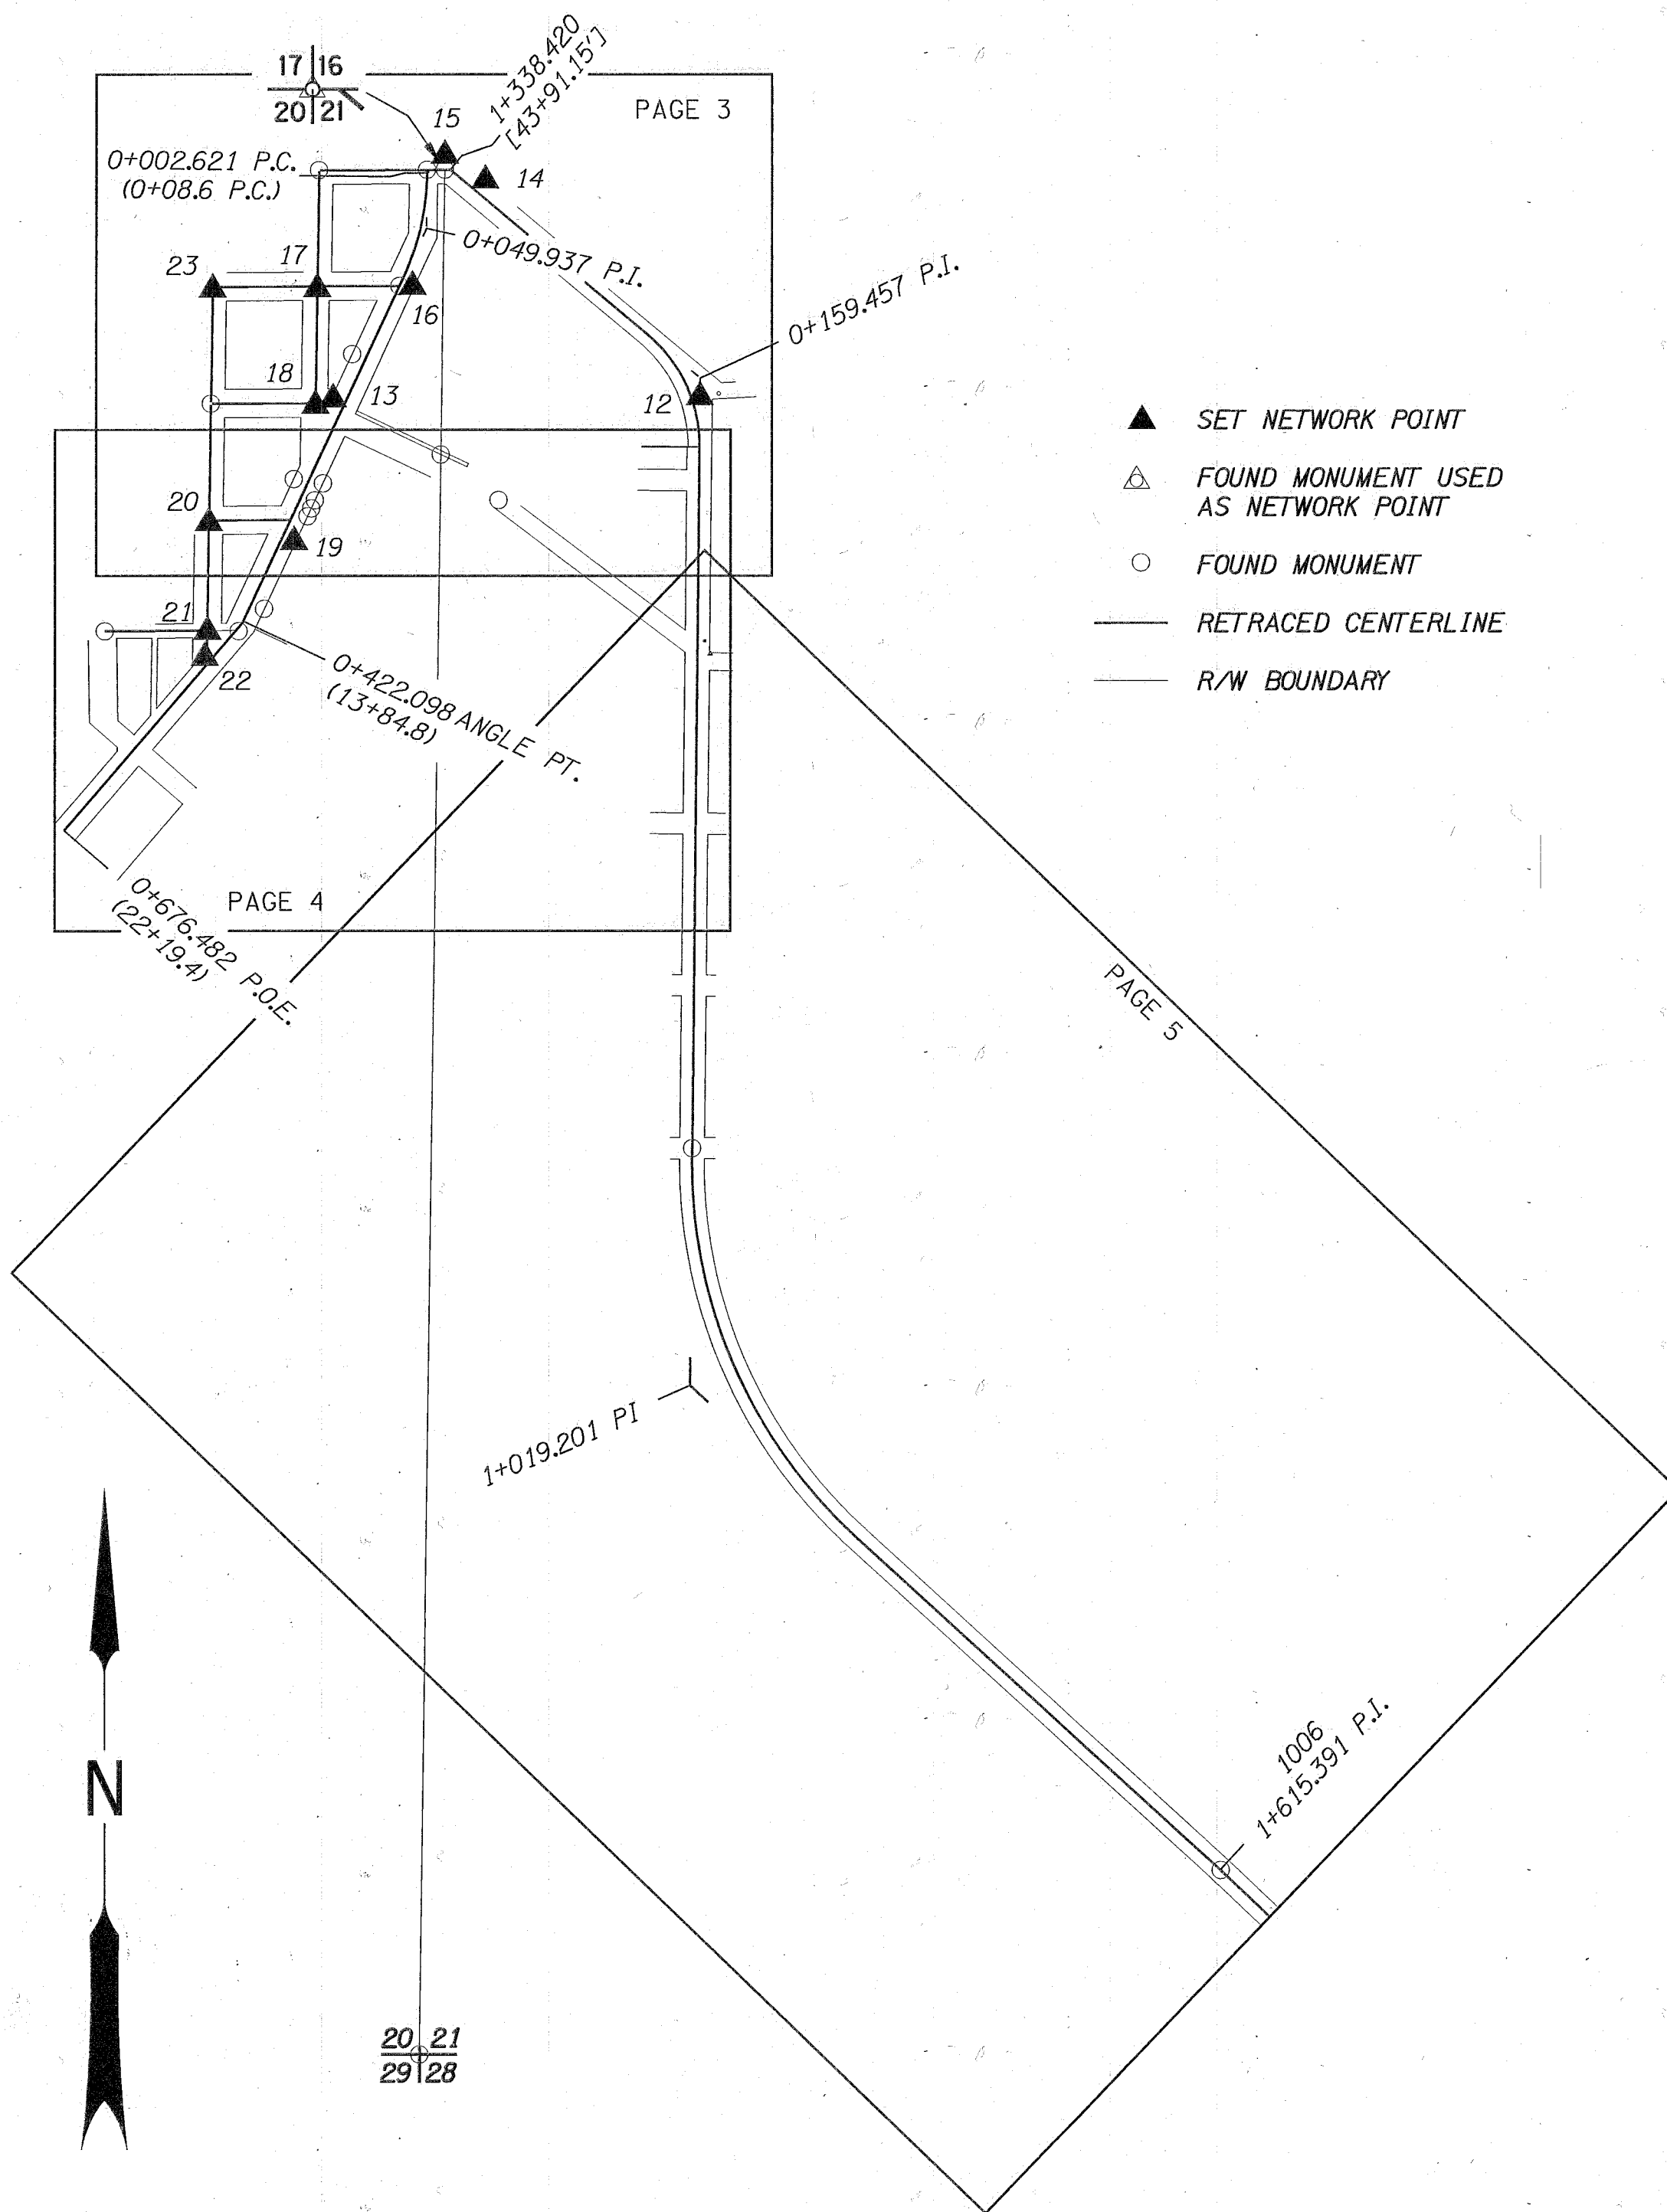 17 16
20 21
1+338.420
[43+91.15']
PAGE 3
15
14
0+002.621 P.C.
(0+08.6 P.C.)
0+049.937 P.I.
17
23
16
0+159.457 P.I.
18
13
12
SET NETWORK POINT
FOUND MONUMENT USED
AS NETWORK POINT
FOUND MONUMENT
RETRACED CENTERLINE
R/W BOUNDARY
20
19
21
22
0+422.098 ANGLE PT.
(13+84.8)
PAGE 4
0+676.482 P.O.E.
(22+19.4)
PAGE 5
1+019.201 PI
1006
1+615.391 P.I.
N
20 21
29 28